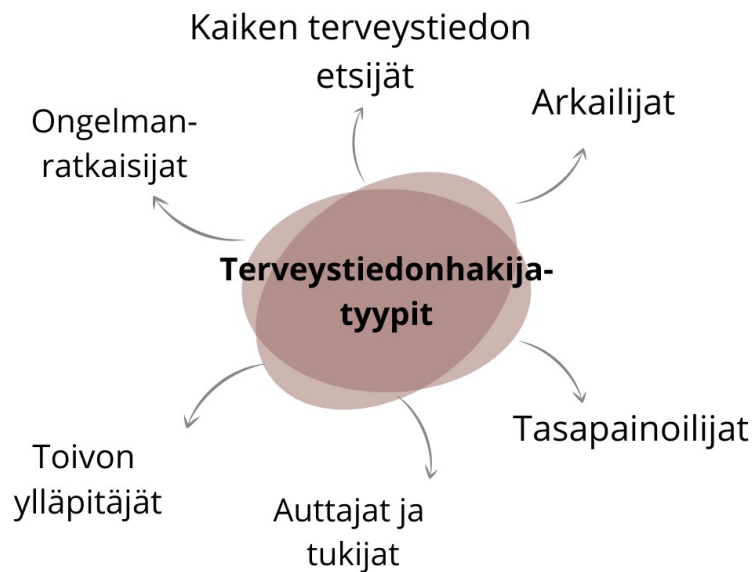 Kaiken terveystiedon
etsijät
Arkailijat
Ongelman-
ratkaisijat
Terveystiedonhakija-
tyypit
Tasapainoilijat
Toivon
ylläpitäjät
Auttajat ja
tukijat